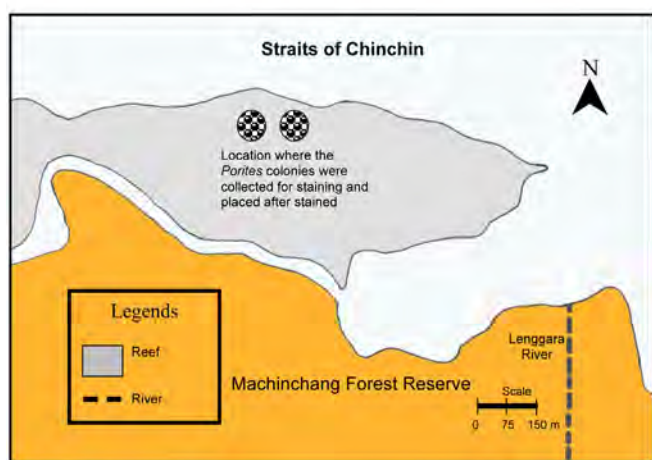 Straits of Chinchin
N
Location where the
Porites colonies were
collected for staining and
placed after stained
Legends
Reef
River
Machinchang Forest Reserve
Lenggara
River
Scale
0 75 150 m